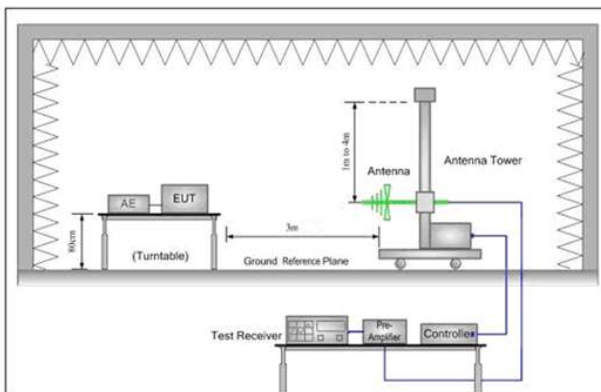 1m to 4m
Antenna Tower
Antenna
AE
EUT
80cm
(Turntable)
3m
Ground Reference Plane
Test Receiver
Pre-
Amplifier
Controller